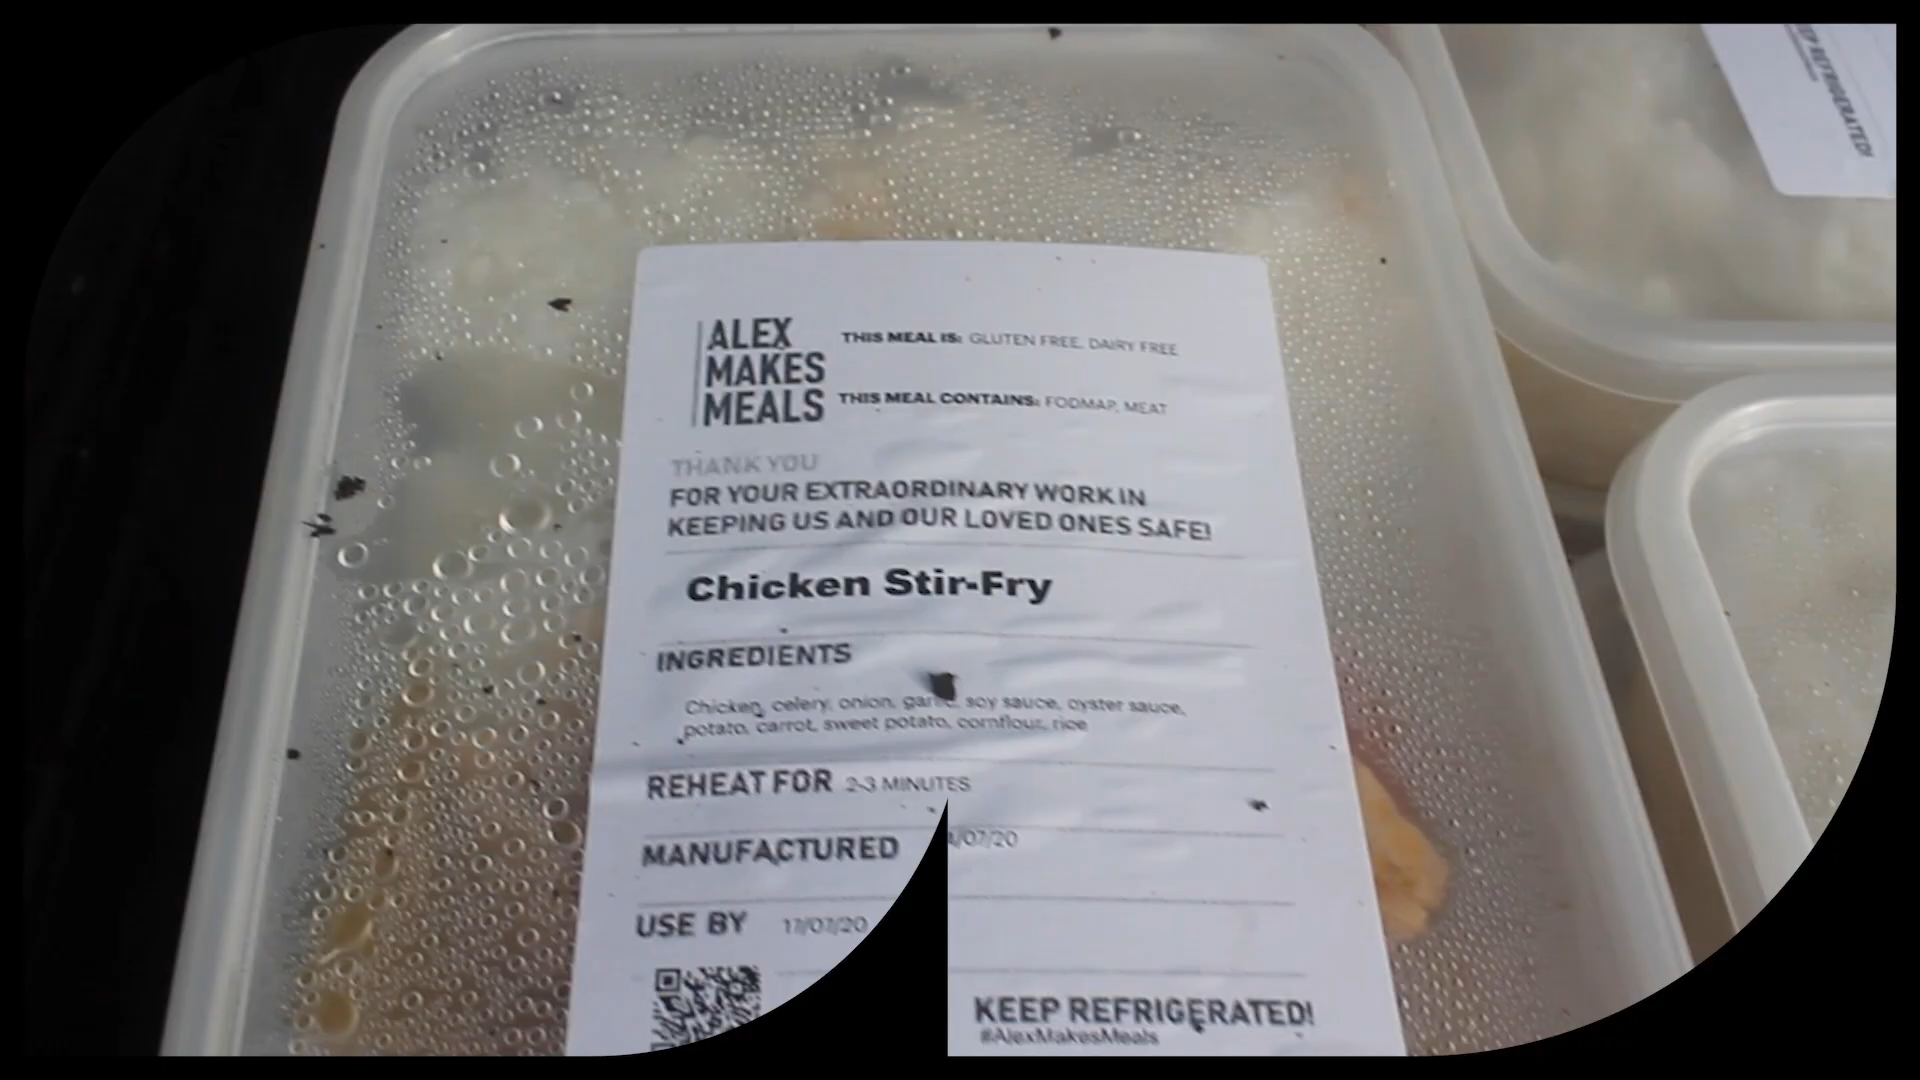 ALEX
MAKES
MEALS
THIS MEAL IS: GLUTEN FREE, DAIRY FREE
THIS MEAL CONTAINS: FODMAP, MEAT
THANK YOU
FOR YOUR EXTRAORDINARY WORK IN
KEEPING US AND OUR LOVED ONES SAFE!
Chicken Stir-Fry
INGREDIENTS
Chicken, celery, onion, garlic, soy sauce, oyster sauce,
potato, carrot, sweet potato, cornflour, rice
REHEAT FOR 2-3 MINUTES
MANUFACTURED
USE BY 17/07/20
KEEP REFRIGERATED!
#AlexMakesMeals
REFRIGERATED!